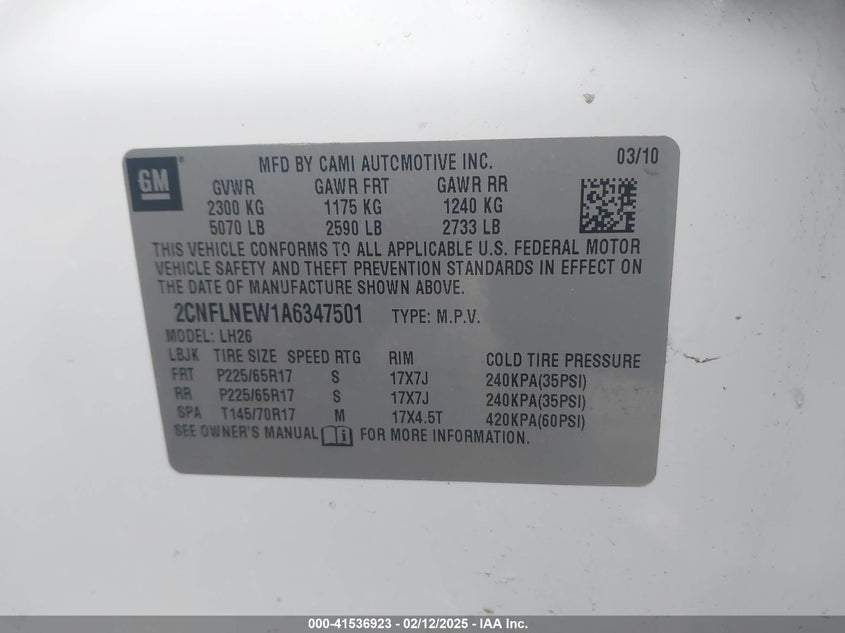 GM
MFD BY CAMI AUTOMOTIVE INC. 03/10
GVWR GAWR FRT GAWR RR
2300 KG 1175 KG 1240 KG
5070 LB 2590 LB 2733 LB
THIS VEHICLE CONFORMS TO ALL APPLICABLE U.S. FEDERAL MOTOR
VEHICLE SAFETY AND THEFT PREVENTION STANDARDS IN EFFECT ON
THE DATE OF MANUFACTURE SHOWN ABOVE.
2CNFLNEW1A6347501 TYPE: M.P.V.
MODEL: LH26
LBJK TIRE SIZE SPEED RTG RIM COLD TIRE PRESSURE
FRT P225/65R17 S 17X7J 240KPA(35PSI)
RR P225/65R17 S 17X7J 240KPA(35PSI)
SPA T145/70R17 M 17X4.5T 420KPA(60PSI)
SEE OWNER'S MANUAL FOR MORE INFORMATION.
000-41536923 - 02/12/2025 - IAA Inc.